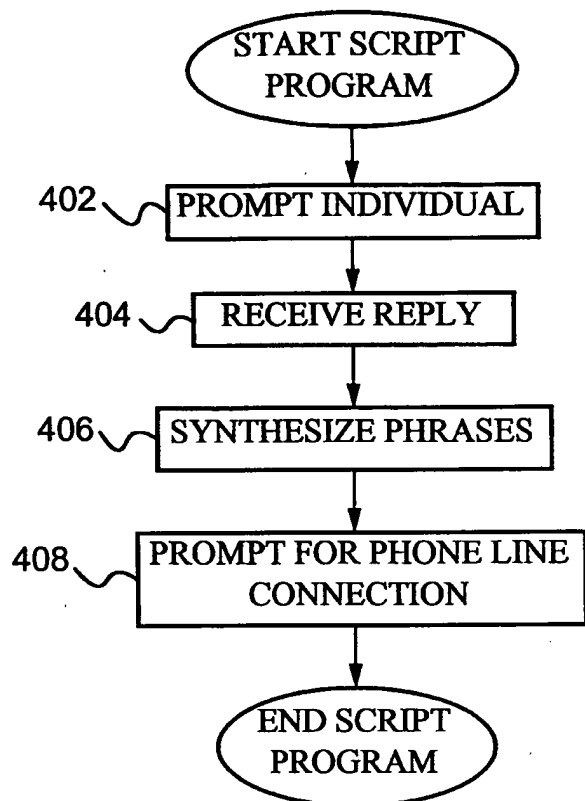 START SCRIPT
PROGRAM
402
PROMPT INDIVIDUAL
404
RECEIVE REPLY
406
SYNTHESIZE PHRASES
408
PROMPT FOR PHONE LINE
CONNECTION
END SCRIPT
PROGRAM